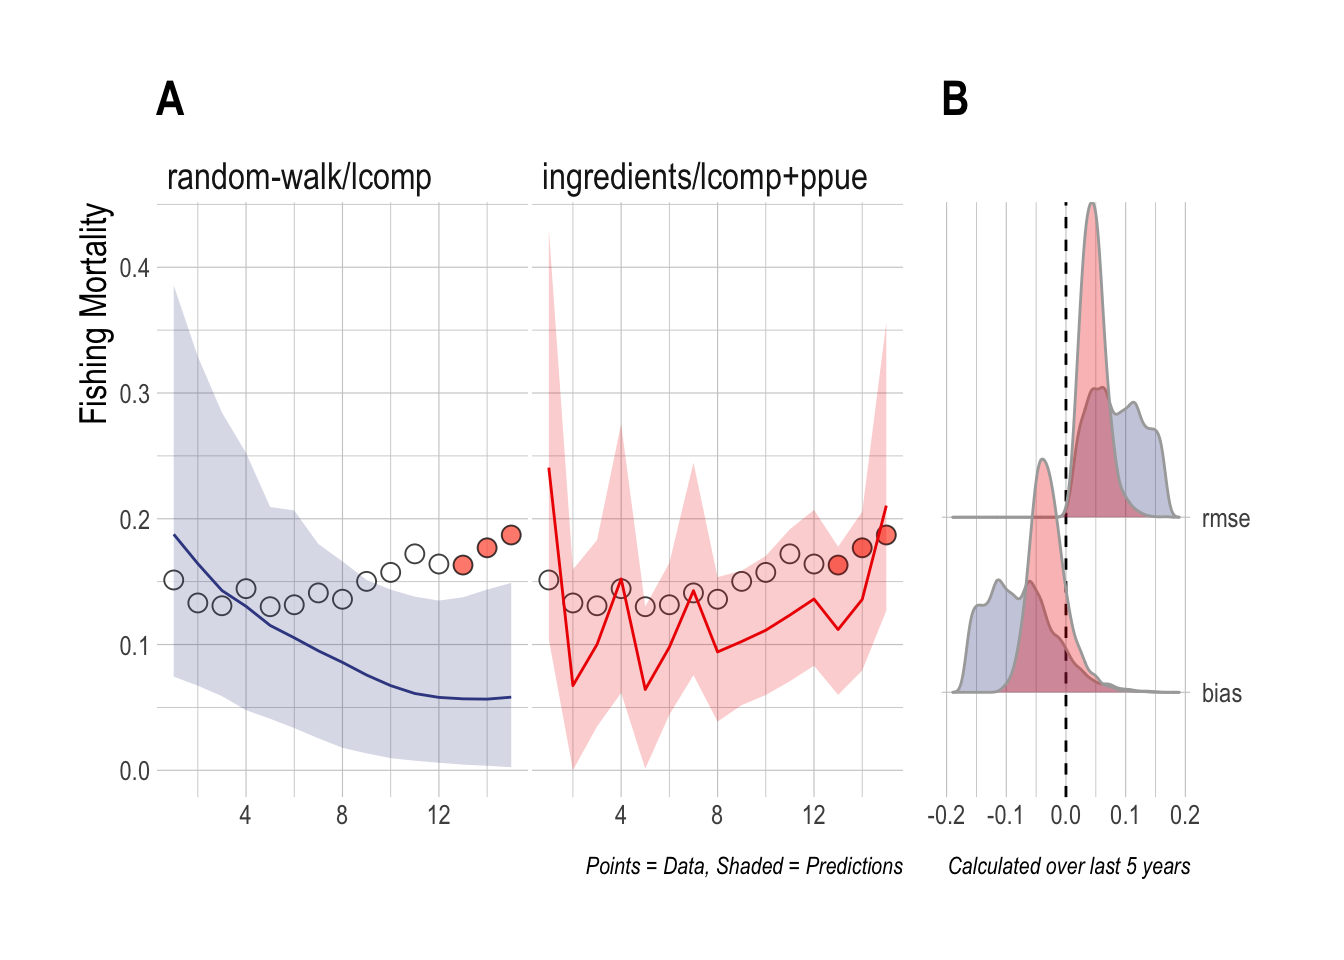 A
B
random-walk/lcomp
ingredients/lcomp+ppue
Fishing Mortality
0.4
0.3
0.2
0.1
0.0
4
8
12
4
8
12
rmse
bias
-0.2
-0.1
0.0
0.1
0.2
Points = Data, Shaded = Predictions
Calculated over last 5 years